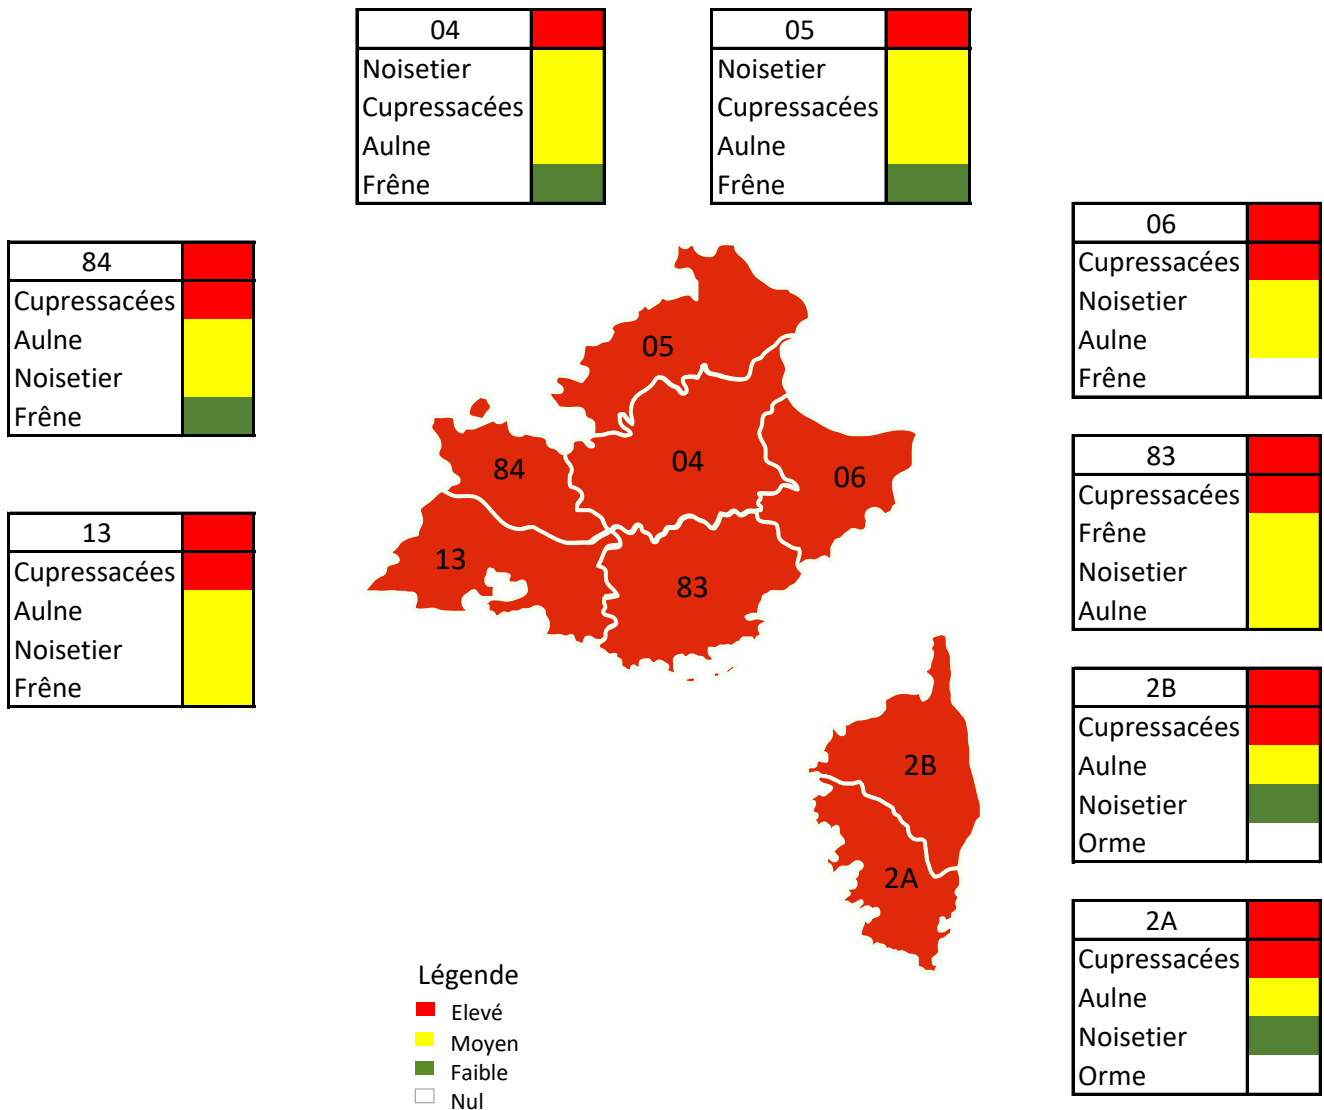 04
Noisetier
Cupressacées
Aulne
Frêne
05
Noisetier
Cupressacées
Aulne
Frêne
84
Cupressacées
Aulne
Noisetier
Frêne
13
Cupressacées
Aulne
Noisetier
Frêne
05
04
84
06
13
83
2B
2A
06
Cupressacées
Noisetier
Aulne
Frêne
83
Cupressacées
Frêne
Noisetier
Aulne
2B
Cupressacées
Aulne
Noisetier
Orme
2A
Cupressacées
Aulne
Noisetier
Orme
Légende
Elevé
Moyen
Faible
Nul